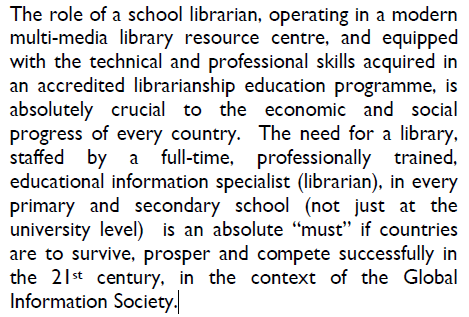 The role of a school librarian, operating in a modern
multi-media library resource centre, and equipped
with the technical and professional skills acquired in
an accredited librarianship education programme, is
absolutely crucial to the economic and social
progress of every country. The need for a library,
staffed by a full-time, professionally trained,
educational information specialist (librarian), in every
primary and secondary school (not just at the
university level) is an absolute “must” if countries
are to survive, prosper and compete successfully in
the 21st century, in the context of the Global
Information Society.